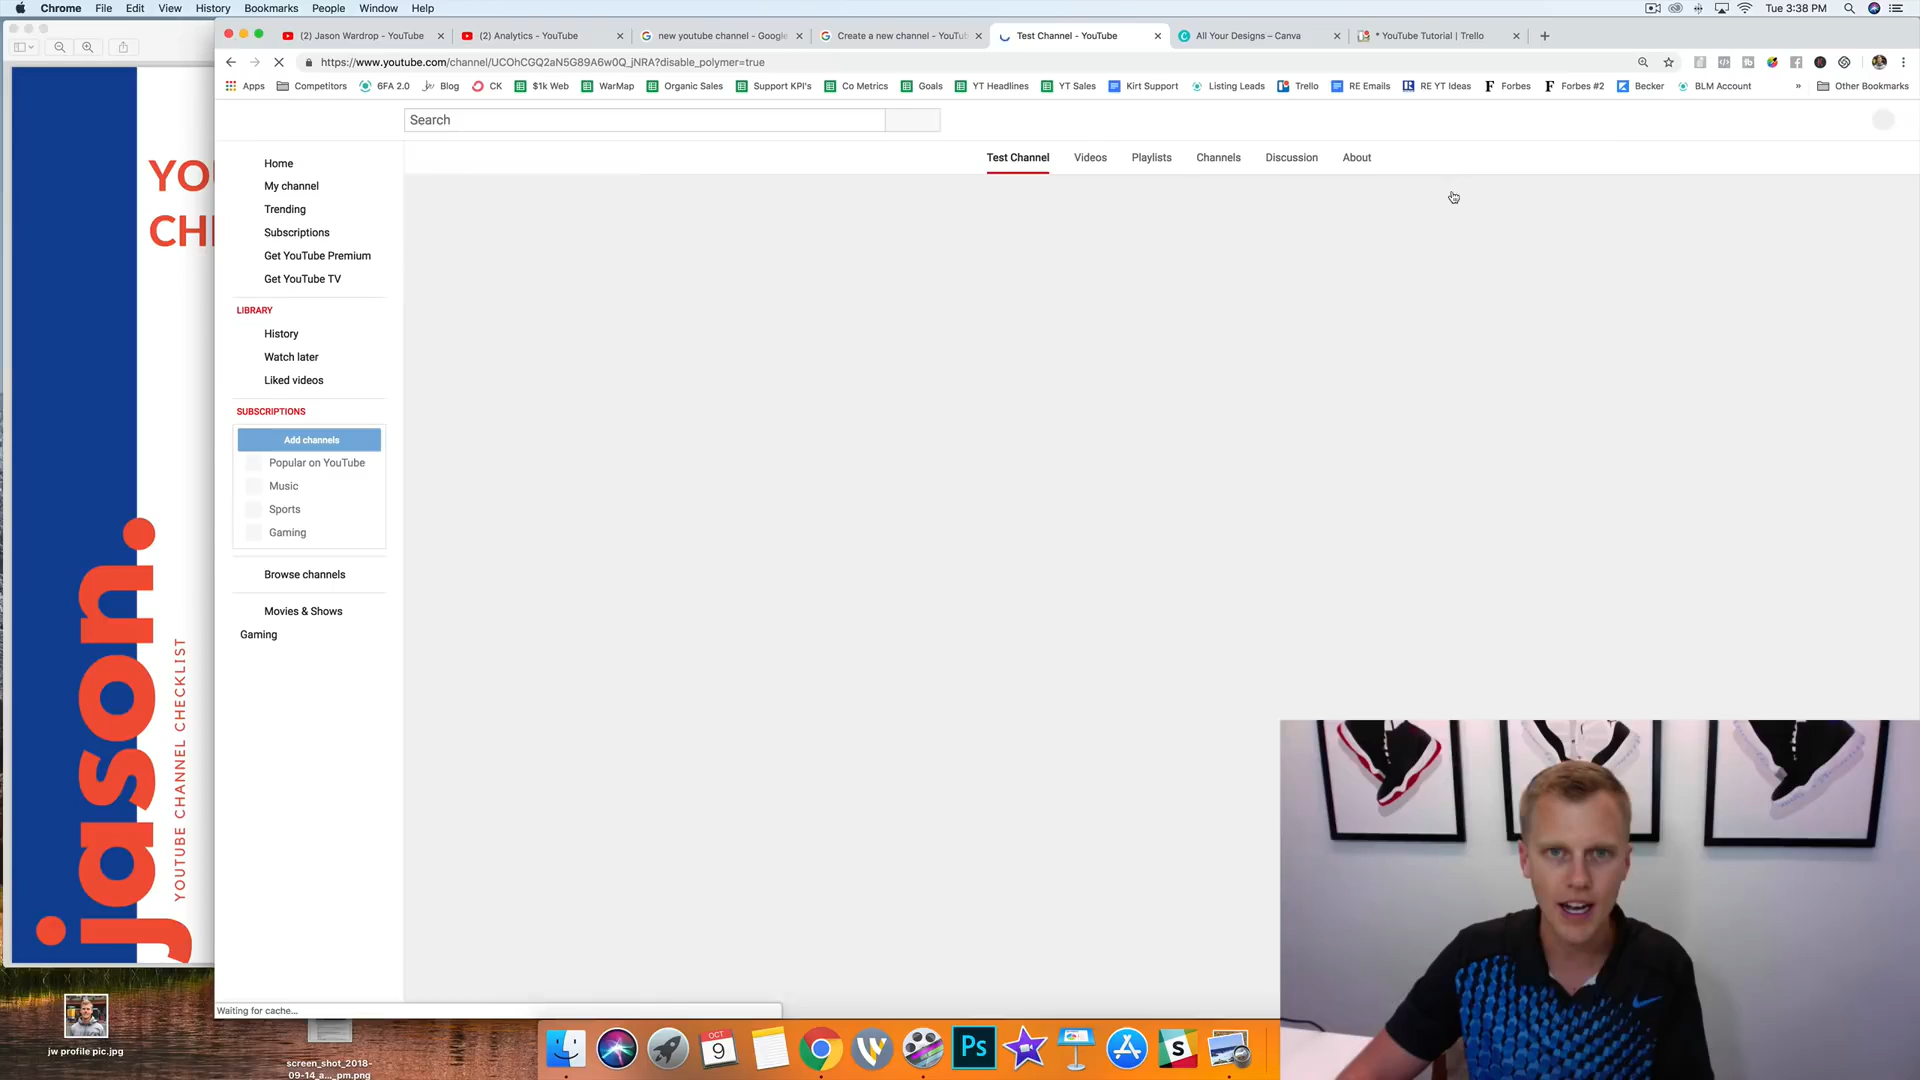 Chrome File Edit View History Bookmarks People Window Help
Tue 3:38 PM
(2) Jason Wardrop - YouTube
(2) Analytics - YouTube
new youtube channel - Google
Create a new channel - YouTu
Test Channel - YouTube
All Your Designs – Canva
* YouTube Tutorial | Trello
https://www.youtube.com/channel/UCOhCGQ2aN5G89A6w0Q_jNRA?disable_polymer=true
Apps Competitors 6FA 2.0 Blog CK $1k Web WarMap Organic Sales Support KPI's Co Metrics Goals YT Headlines YT Sales Kirt Support Listing Leads Trello RE Emails RE YT Ideas Forbes Forbes #2 Becker BLM Account » Other Bookmarks
Search
Test Channel Videos Playlists Channels Discussion About
Home
My channel
Trending
Subscriptions
Get YouTube Premium
Get YouTube TV
LIBRARY
History
Watch later
Liked videos
SUBSCRIPTIONS
Add channels
Popular on YouTube
Music
Sports
Gaming
Browse channels
Movies & Shows
Gaming
Waiting for cache...
YO
CH
jason.
YOUTUBE CHANNEL CHECKLIST
jw profile pic.jpg
screen_shot_2018-
09-14_a..._pm.png
OCT
9
Ps
S